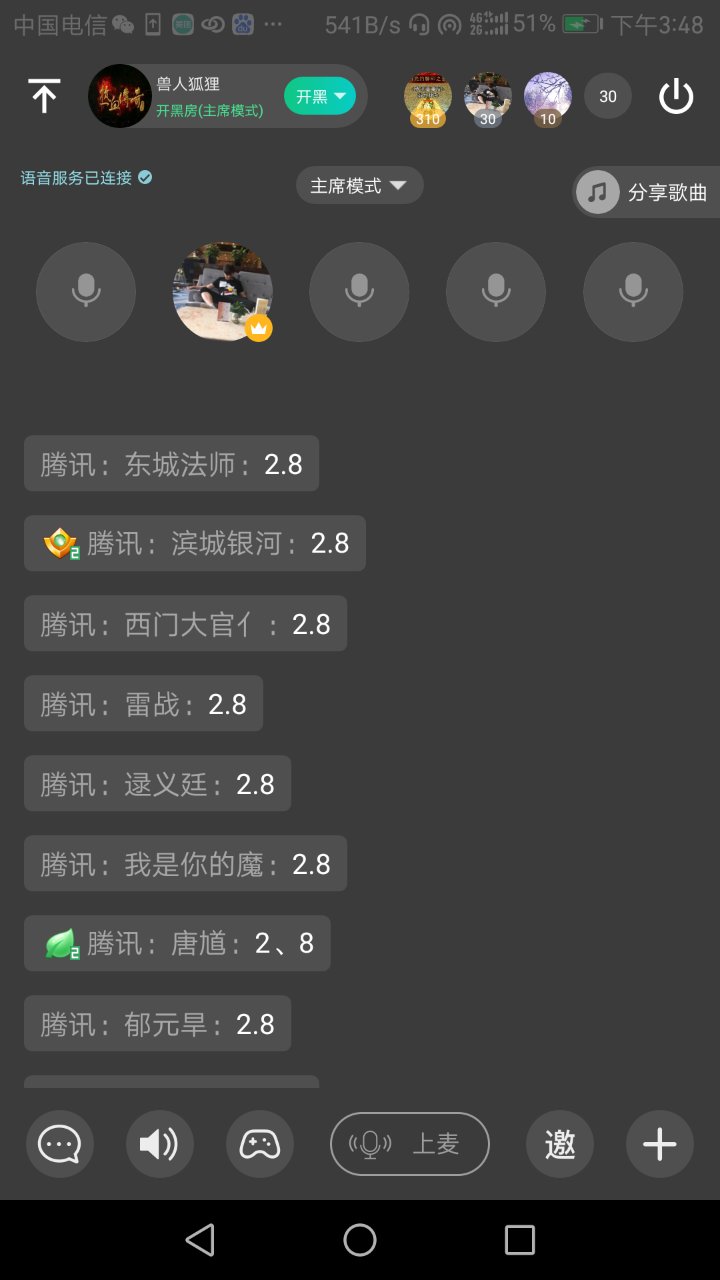 中国电信 541B/s 4G 2G 51% 下午3:48
兽人狐狸
开黑房(主席模式)
开黑
310
30
10
30
语音服务已连接
主席模式
分享歌曲
腾讯：东城法师：2.8
2 腾讯：滨城银河：2.8
腾讯：西门大官亻：2.8
腾讯：雷战：2.8
腾讯：逯义廷：2.8
腾讯：我是你的魔：2.8
2 腾讯：唐馗：2、8
腾讯：郁元旱：2.8
上麦
邀